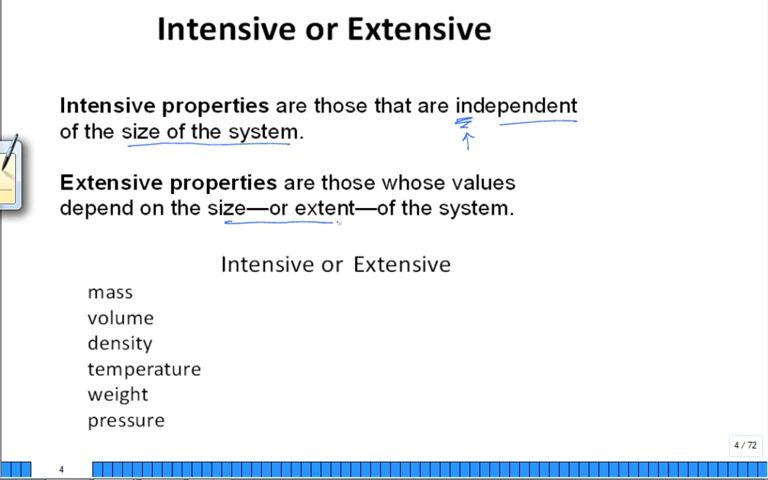 Intensive or Extensive
Intensive properties are those that are independent
of the size of the system.
Extensive properties are those whose values
depend on the size—or extent—of the system.
Intensive or Extensive
mass
volume
density
temperature
weight
pressure
4 / 72
4